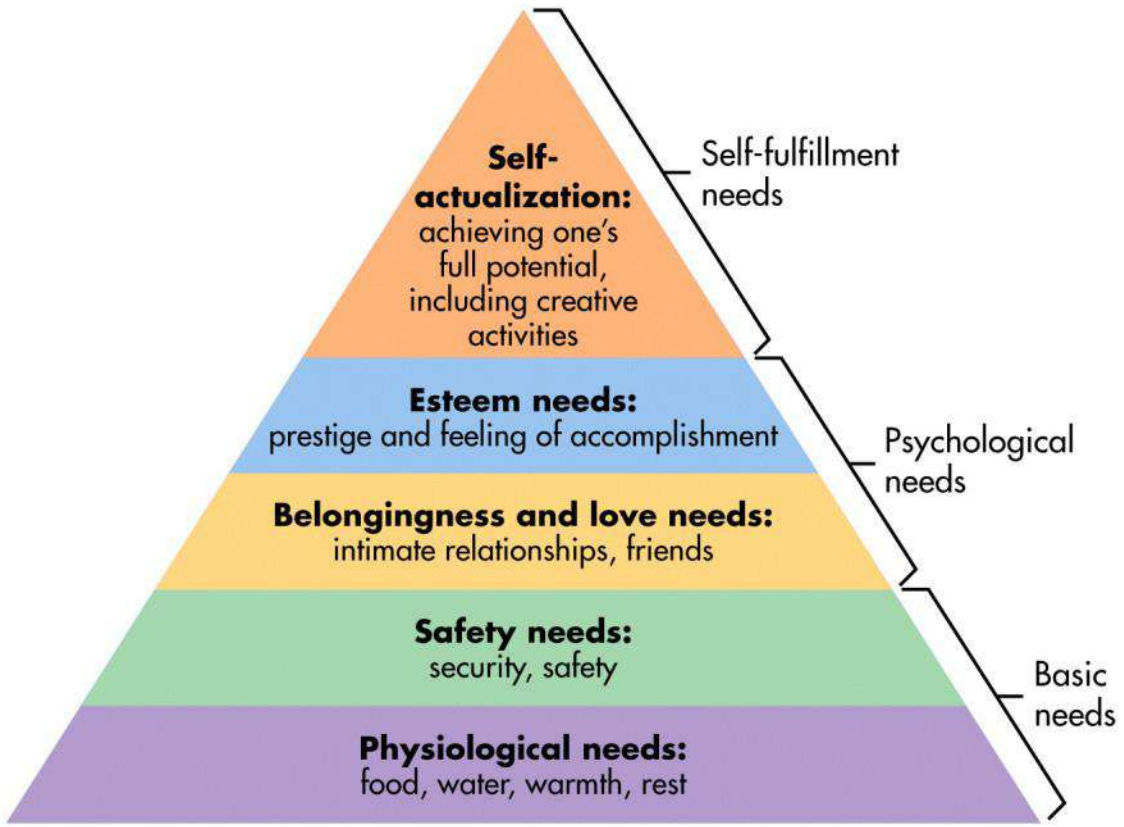 Self-
actualization:
achieving one's
full potential,
including creative
activities
Self-fulfillment
needs
Esteem needs:
prestige and feeling of accomplishment
Psychological
needs
Belongingness and love needs:
intimate relationships, friends
Safety needs:
security, safety
Basic
needs
Physiological needs:
food, water, warmth, rest